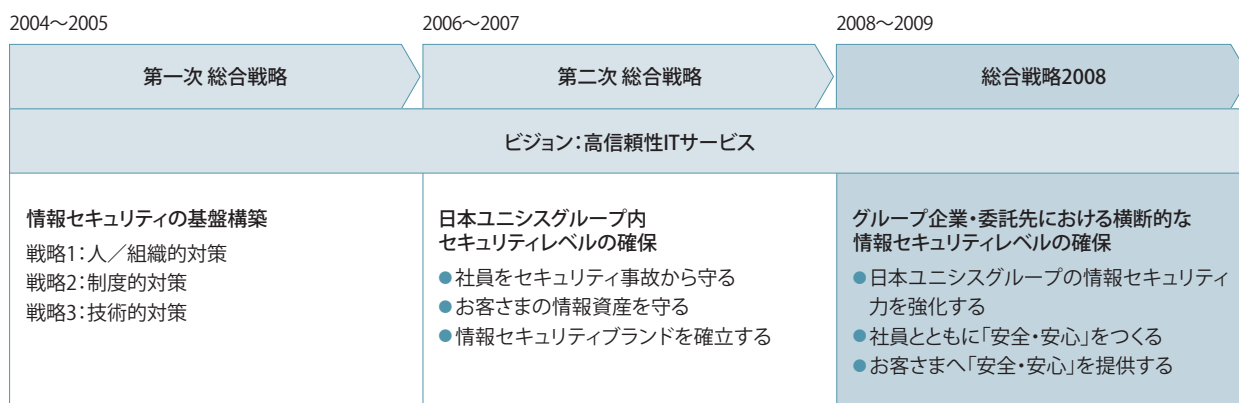 2004～2005
2006～2007
2008～2009
第一次 総合戦略
第二次 総合戦略
総合戦略2008
ビジョン：高信頼性ITサービス
情報セキュリティの基盤構築
戦略1：人／組織的対策
戦略2：制度的対策
戦略3：技術的対策
日本ユニシスグループ内
セキュリティレベルの確保
●社員をセキュリティ事故から守る
●お客さまの情報資産を守る
●情報セキュリティブランドを確立する
グループ企業・委託先における横断的な
情報セキュリティレベルの確保
●日本ユニシスグループの情報セキュリティ
力を強化する
●社員とともに「安全・安心」をつくる
●お客さまへ「安全・安心」を提供する